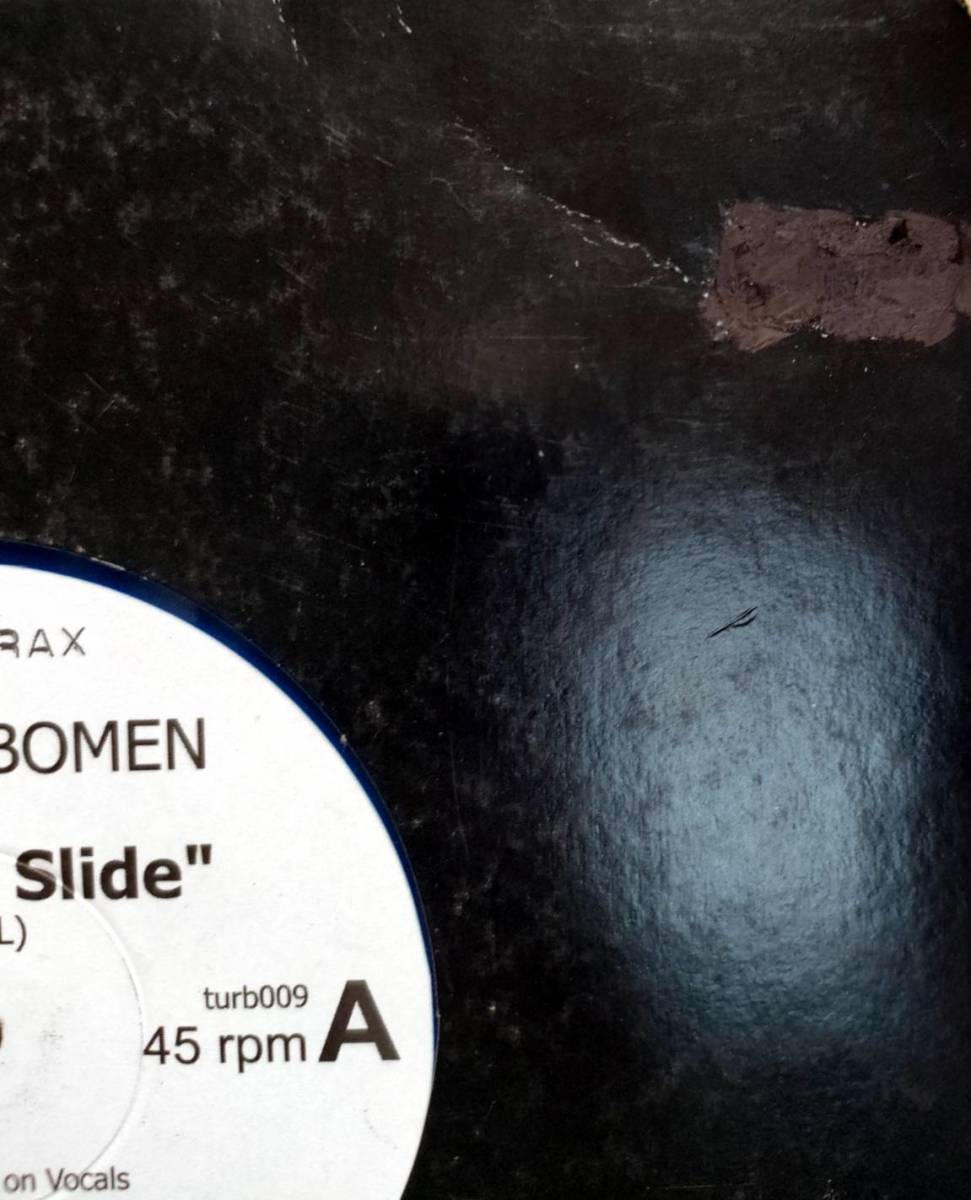 RAX
BOMEN
Slide"
L)
turb009
45 rpm A
on Vocals